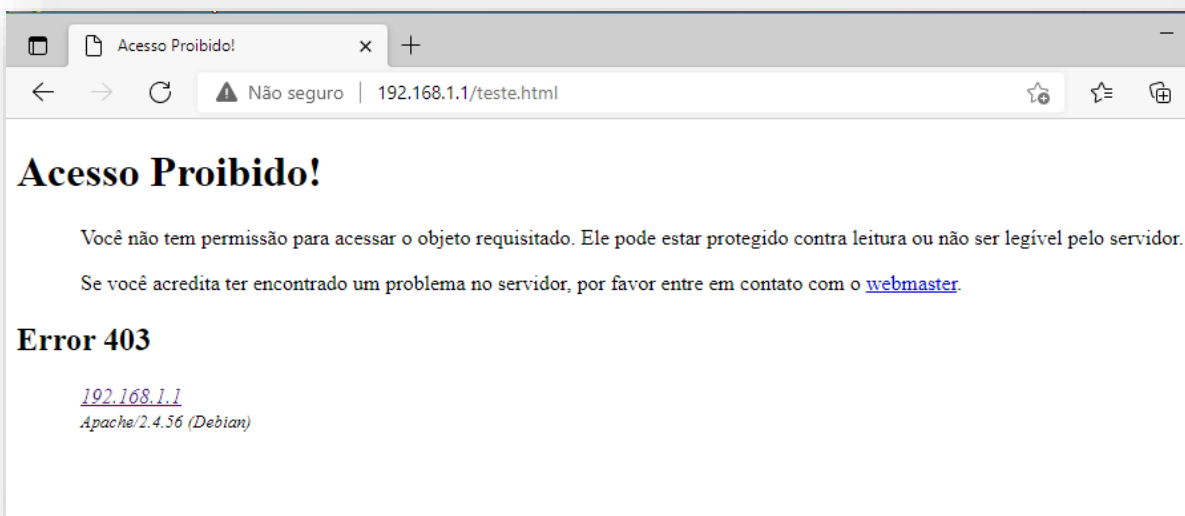 Acesso Proibido!
Não seguro | 192.168.1.1/teste.html
Acesso Proibido!
Você não tem permissão para acessar o objeto requisitado. Ele pode estar protegido contra leitura ou não ser legível pelo servidor.
Se você acredita ter encontrado um problema no servidor, por favor entre em contato com o webmaster.
Error 403
192.168.1.1
Apache/2.4.56 (Debian)